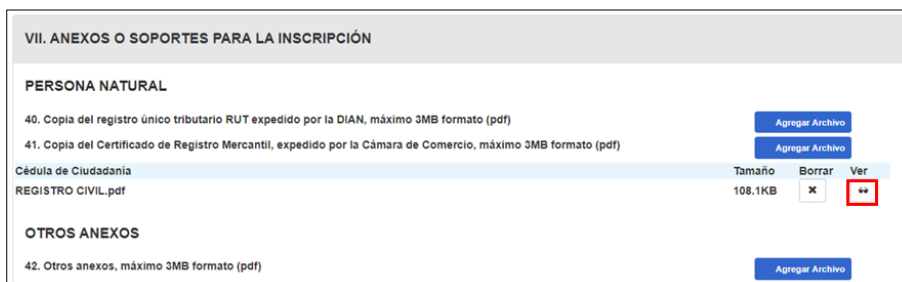 VII. ANEXOS O SOPORTES PARA LA INSCRIPCIÓN
PERSONA NATURAL
40. Copia del registro único tributario RUT expedido por la DIAN, máximo 3MB formato (pdf) Agregar Archivo
41. Copia del Certificado de Registro Mercantil, expedido por la Cámara de Comercio, máximo 3MB formato (pdf) Agregar Archivo
Cédula de Ciudadanía Tamaño Borrar Ver
REGISTRO CIVIL.pdf 108.1KB
OTROS ANEXOS
42. Otros anexos, máximo 3MB formato (pdf) Agregar Archivo